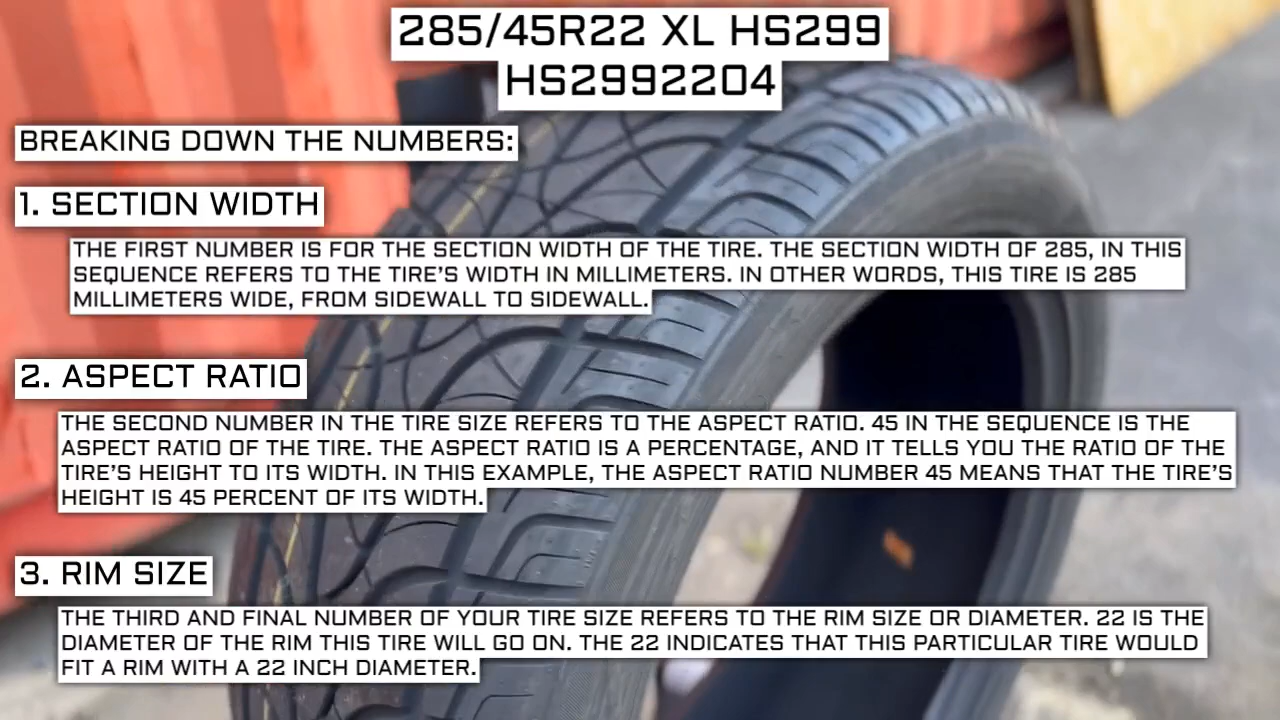 285/45R22 XL HS299
HS2992204
BREAKING DOWN THE NUMBERS:
1. SECTION WIDTH
THE FIRST NUMBER IS FOR THE SECTION WIDTH OF THE TIRE. THE SECTION WIDTH OF 285, IN THIS
SEQUENCE REFERS TO THE TIRE'S WIDTH IN MILLIMETERS. IN OTHER WORDS, THIS TIRE IS 285
MILLIMETERS WIDE, FROM SIDEWALL TO SIDEWALL.
2. ASPECT RATIO
THE SECOND NUMBER IN THE TIRE SIZE REFERS TO THE ASPECT RATIO. 45 IN THE SEQUENCE IS THE
ASPECT RATIO OF THE TIRE. THE ASPECT RATIO IS A PERCENTAGE, AND IT TELLS YOU THE RATIO OF THE
TIRE'S HEIGHT TO ITS WIDTH. IN THIS EXAMPLE, THE ASPECT RATIO NUMBER 45 MEANS THAT THE TIRE'S
HEIGHT IS 45 PERCENT OF ITS WIDTH.
3. RIM SIZE
THE THIRD AND FINAL NUMBER OF YOUR TIRE SIZE REFERS TO THE RIM SIZE OR DIAMETER. 22 IS THE
DIAMETER OF THE RIM THIS TIRE WILL GO ON. THE 22 INDICATES THAT THIS PARTICULAR TIRE WOULD
FIT A RIM WITH A 22 INCH DIAMETER.